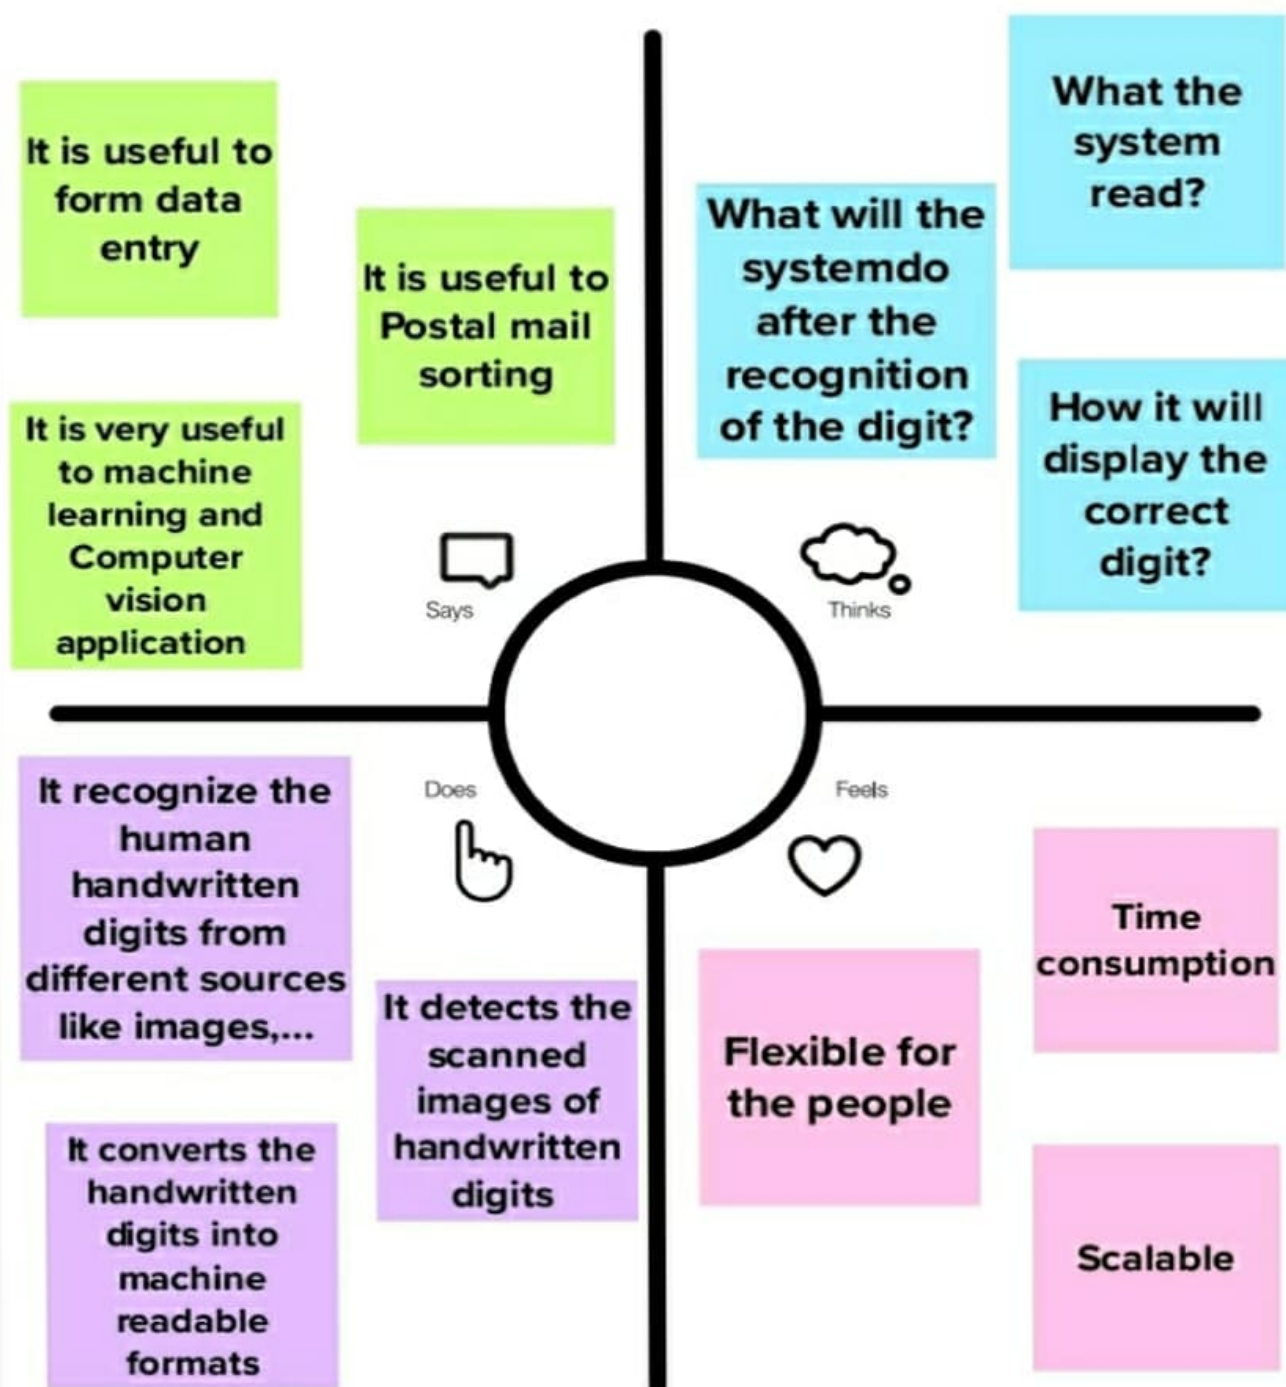 It is useful to
form data
entry
It is useful to
Postal mail
sorting
It is very useful
to machine
learning and
Computer
vision
application
Says
What the
system
read?
What will the
systemdo
after the
recognition
of the digit?
How it will
display the
correct
digit?
Thinks
Does
It recognize the
human
handwritten
digits from
different sources
like images,...
It detects the
scanned
images of
handwritten
digits
It converts the
handwritten
digits into
machine
readable
formats
Feels
Time
consumption
Flexible for
the people
Scalable